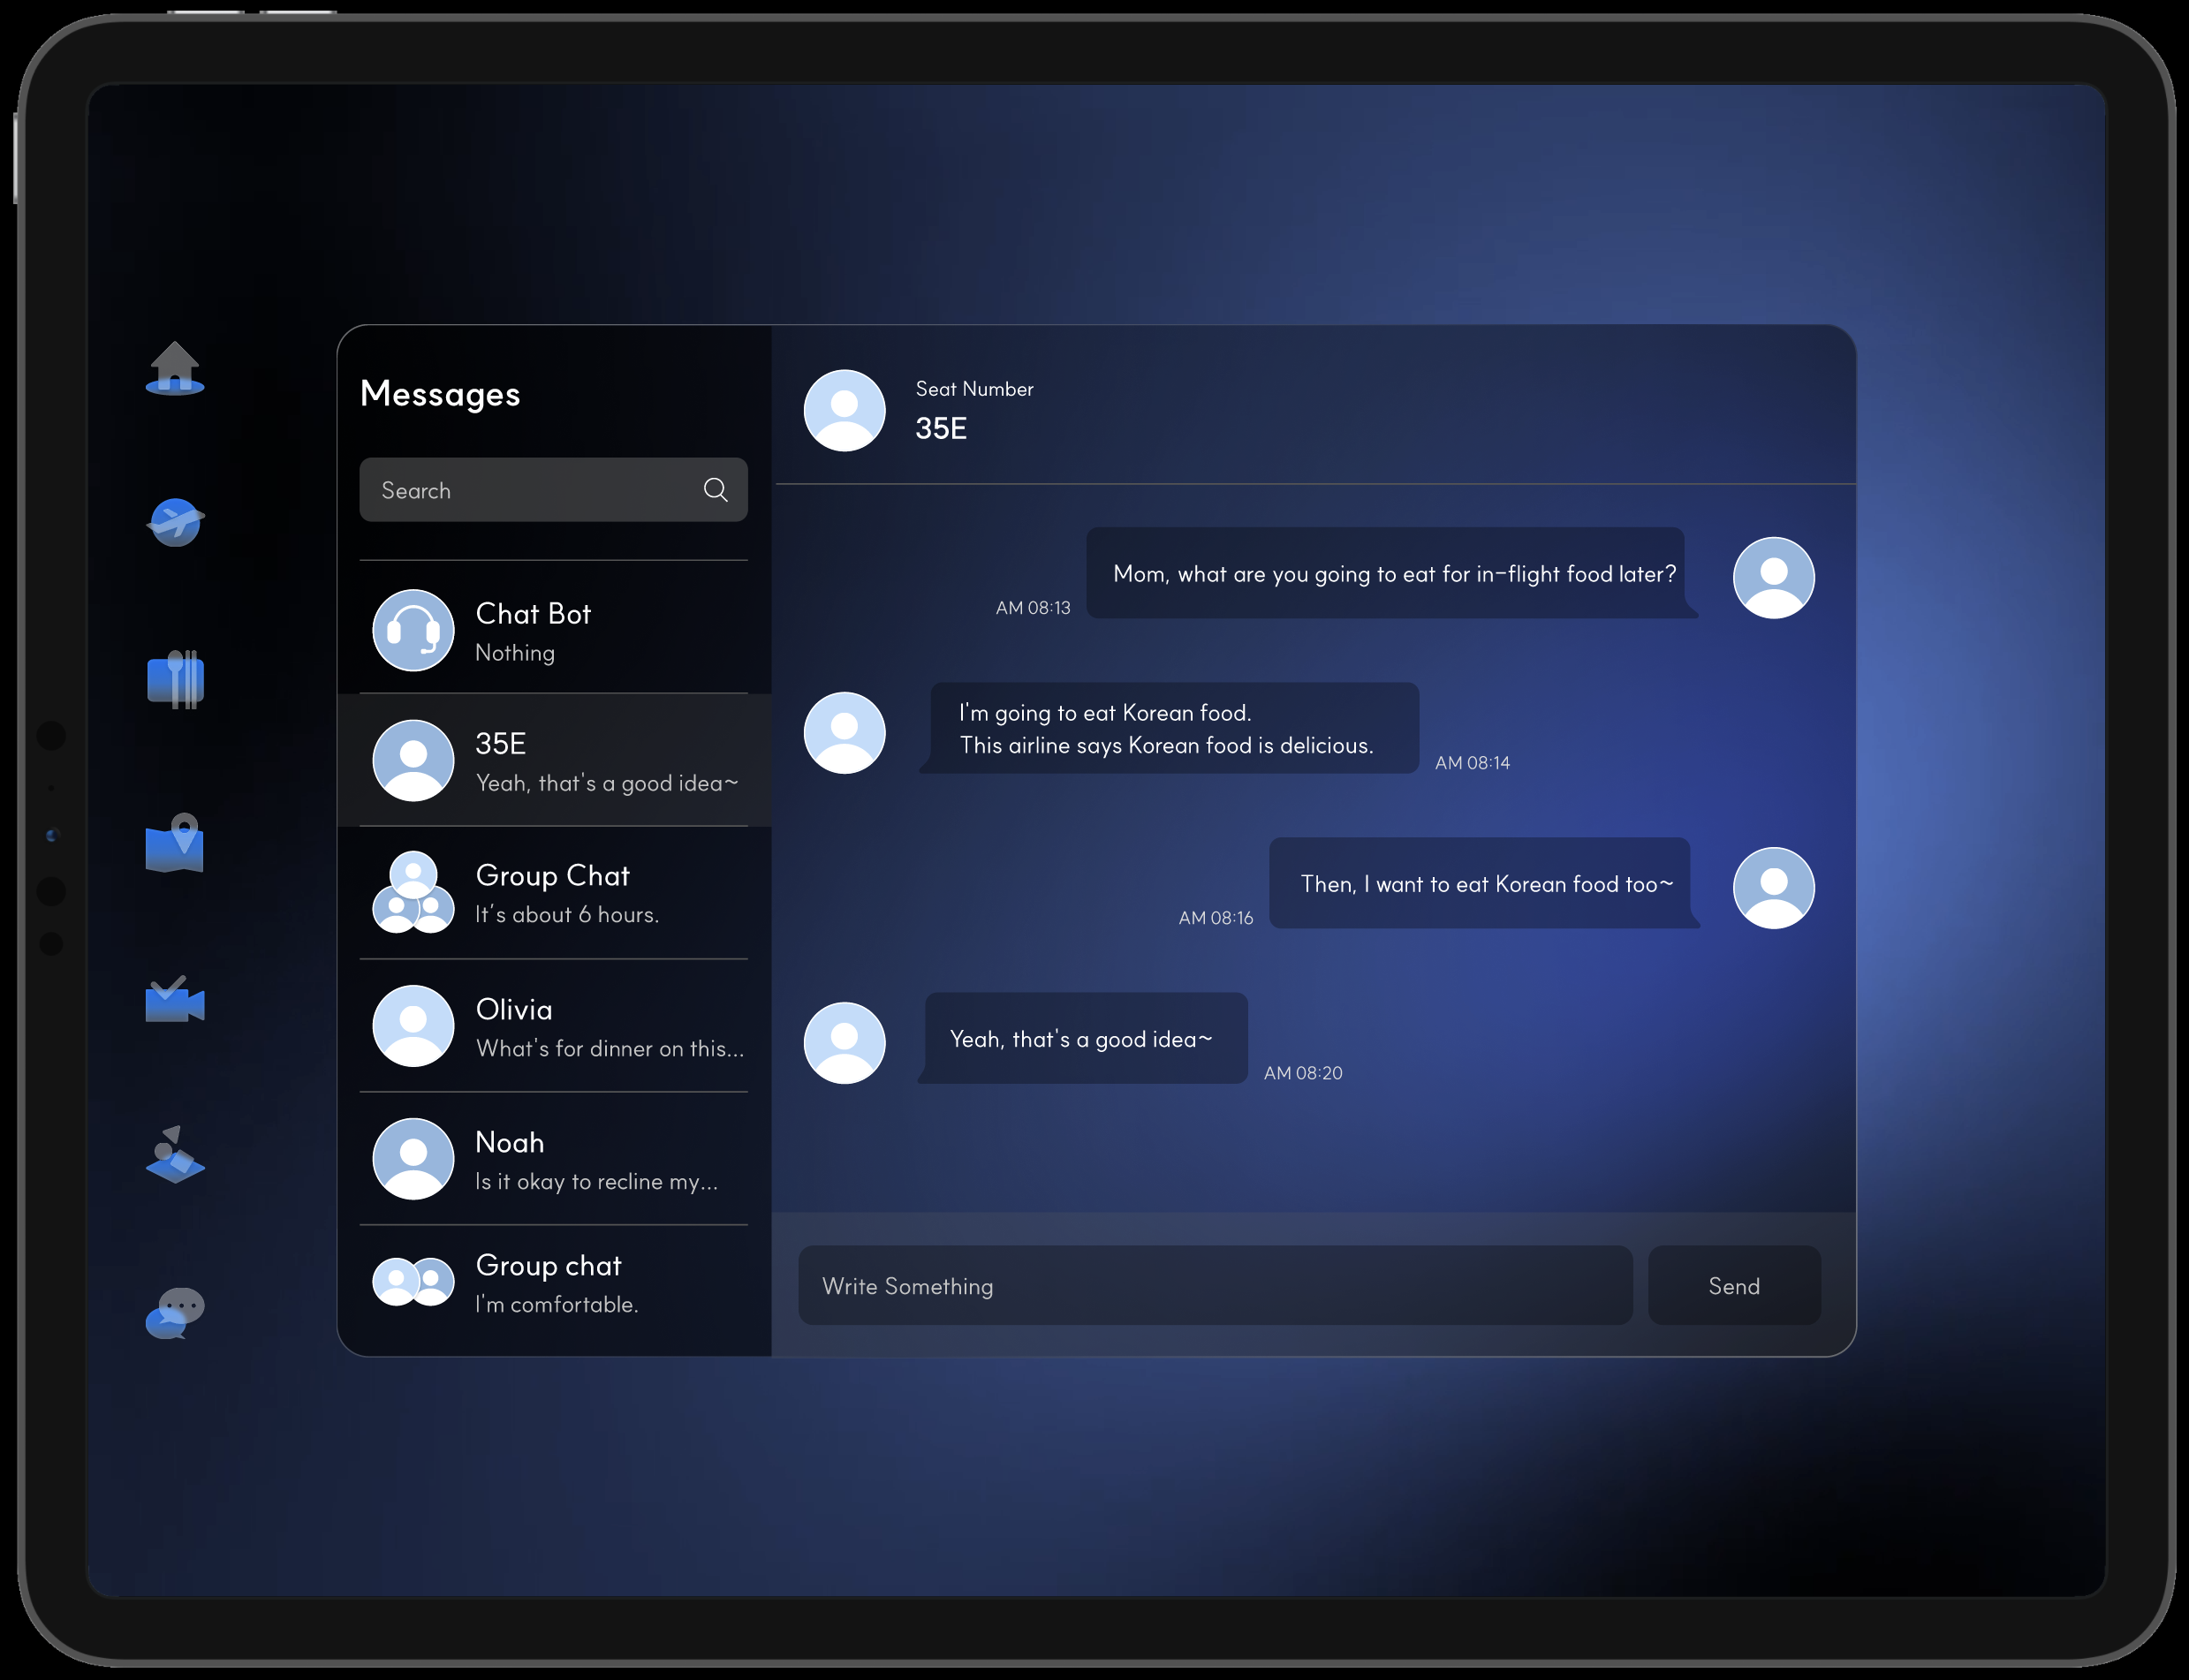 Messages
Search
Chat Bot
Nothing
35E
Yeah, that's a good idea~
Group Chat
It's about 6 hours.
Olivia
What's for dinner on this...
Noah
Is it okay to recline my...
Group chat
I'm comfortable.
Seat Number
35E
Mom, what are you going to eat for in-flight food later?
AM 08:13
I'm going to eat Korean food.
This airline says Korean food is delicious.
AM 08:14
Then, I want to eat Korean food too~
AM 08:16
Yeah, that's a good idea~
AM 08:20
Write Something
Send